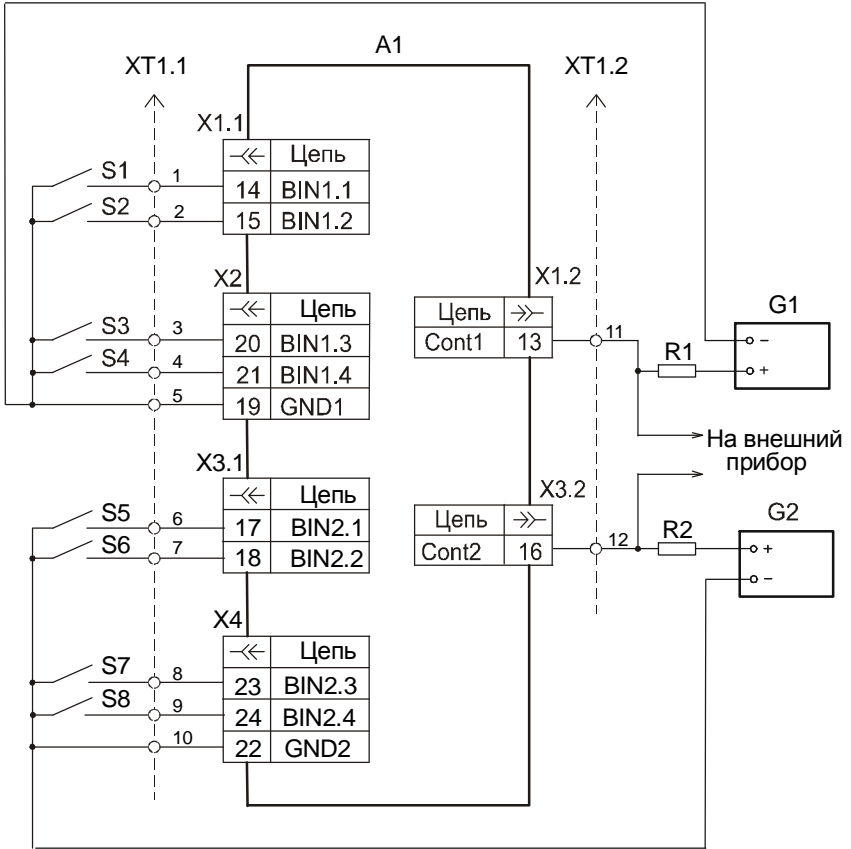 A1
XT1.1
XT1.2
X1.1
Цепь
S1 1 14 BIN1.1
S2 2 15 BIN1.2
X2
Цепь
S3 3 20 BIN1.3
S4 4 21 BIN1.4
5 19 GND1
X1.2
Цепь
Cont1 13 11
R1
G1
−
+
На внешний
прибор
X3.1
Цепь
S5 6 17 BIN2.1
S6 7 18 BIN2.2
X3.2
Цепь
Cont2 16 12
R2
G2
+
−
X4
Цепь
S7 8 23 BIN2.3
S8 9 24 BIN2.4
10 22 GND2